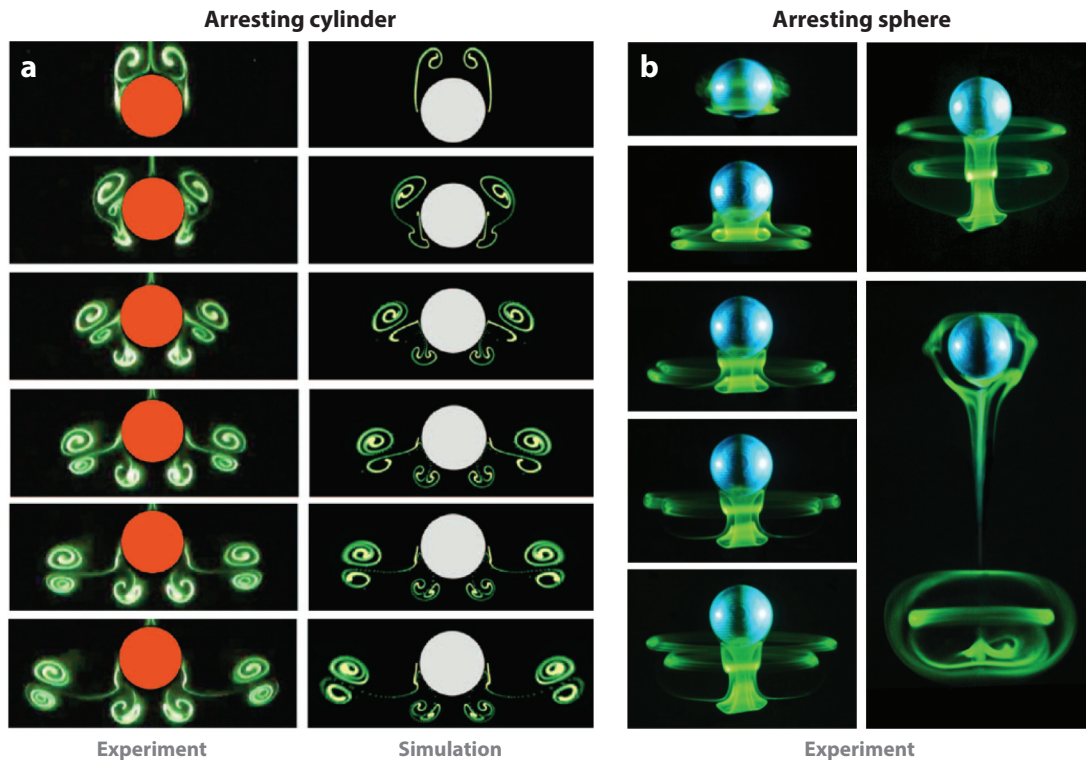 Arresting cylinder
Arresting sphere
a
b
Experiment
Simulation
Experiment